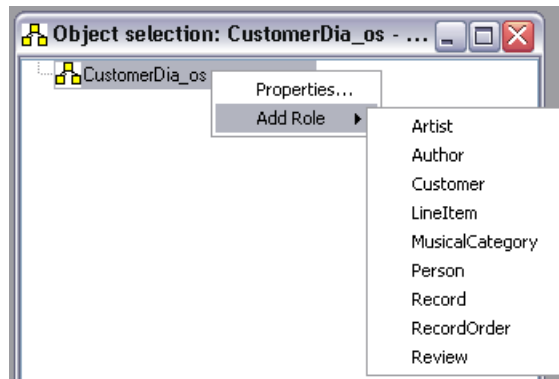 Object selection: CustomerDia_os - ...
CustomerDia_os
Properties...
Add Role
Artist
Author
Customer
LineItem
MusicalCategory
Person
Record
RecordOrder
Review